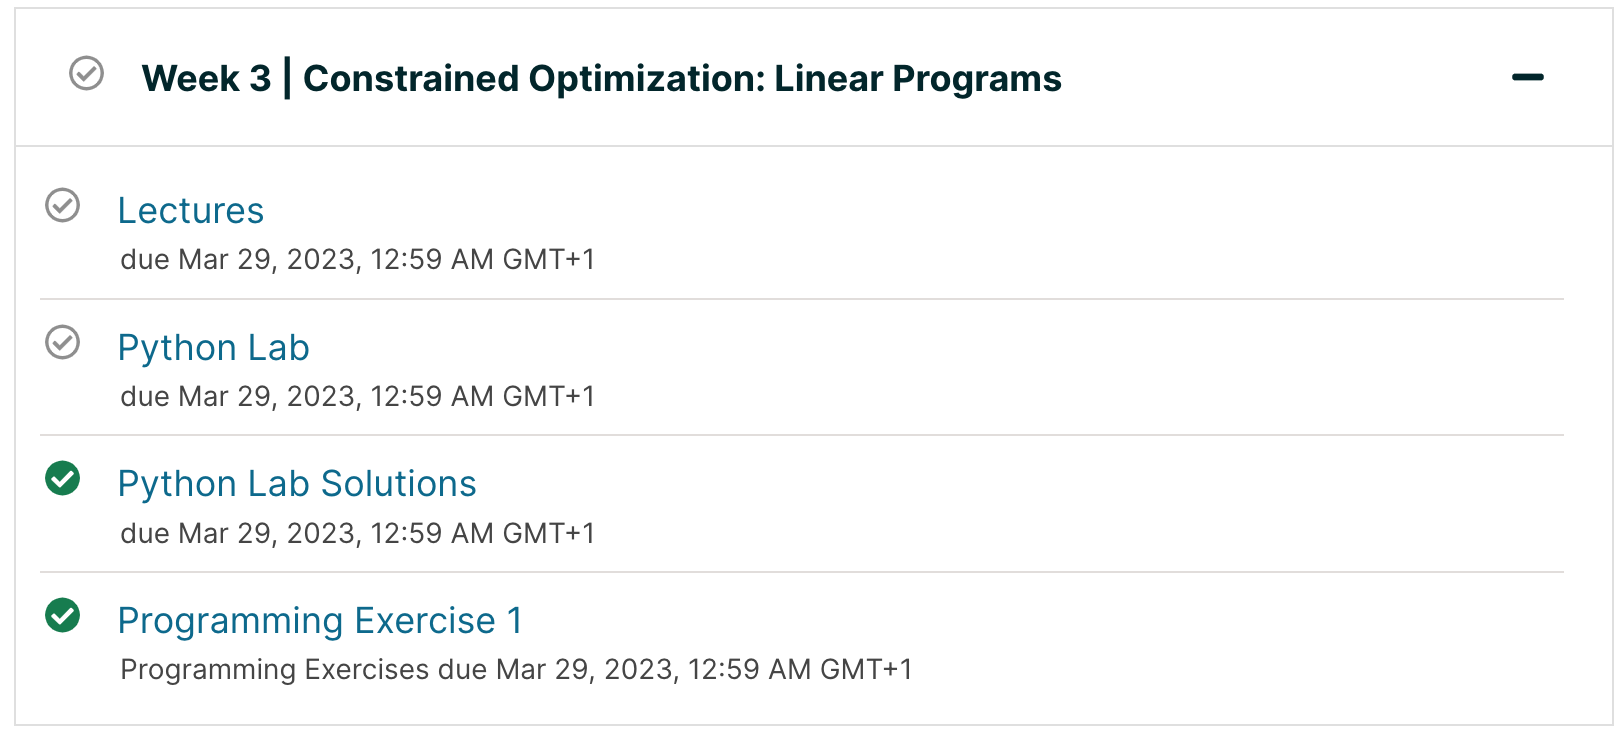 Week 3 | Constrained Optimization: Linear Programs
Lectures
due Mar 29, 2023, 12:59 AM GMT+1
Python Lab
due Mar 29, 2023, 12:59 AM GMT+1
Python Lab Solutions
due Mar 29, 2023, 12:59 AM GMT+1
Programming Exercise 1
Programming Exercises due Mar 29, 2023, 12:59 AM GMT+1